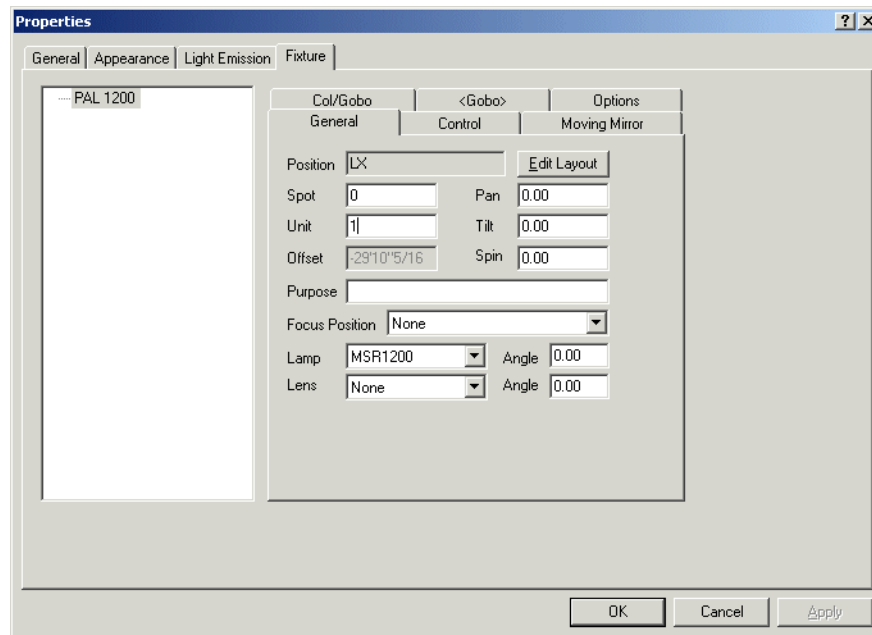 Properties
General Appearance Light Emission Fixture
PAL 1200
Col/Gobo <Gobo> Options
General Control Moving Mirror
Position LX Edit Layout
Spot 0 Pan 0.00
Unit 1 Tilt 0.00
Offset -29'10"5/16 Spin 0.00
Purpose
Focus Position None
Lamp MSR1200 Angle 0.00
Lens None Angle 0.00
OK Cancel Apply